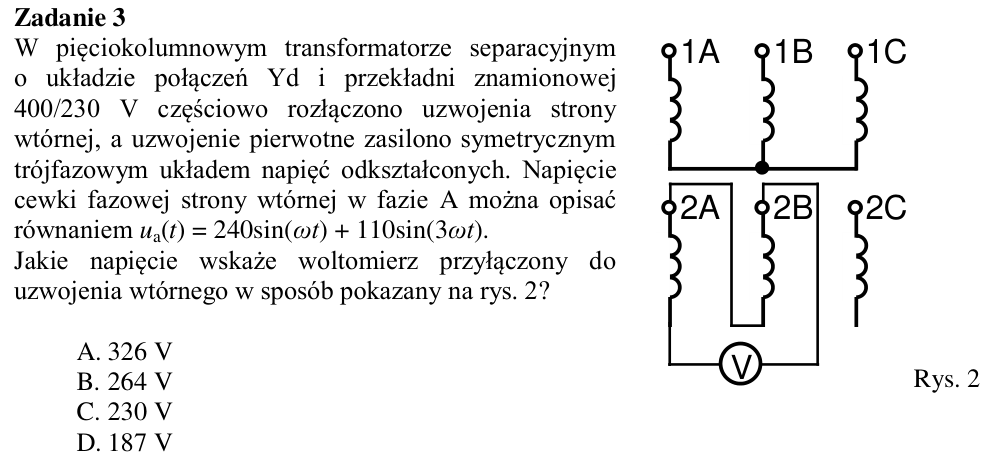 Zadanie 3
W pięciokolumnowym transformatorze separacyjnym
o układzie połączeń Yd i przekładni znamionowej
400/230 V częściowo rozłączono uzwojenia strony
wtórnej, a uzwojenie pierwotne zasilono symetrycznym
trójfazowym układem napięć odkształconych. Napięcie
cewki fazowej strony wtórnej w fazie A można opisać
równaniem uₐ(t) = 240sin(ωt) + 110sin(3ωt).
Jakie napięcie wskaże woltomierz przyłączony do
uzwojenia wtórnego w sposób pokazany na rys. 2?
A. 326 V
B. 264 V
C. 230 V
D. 187 V
1A 1B 1C
2A 2B 2C
V
Rys. 2